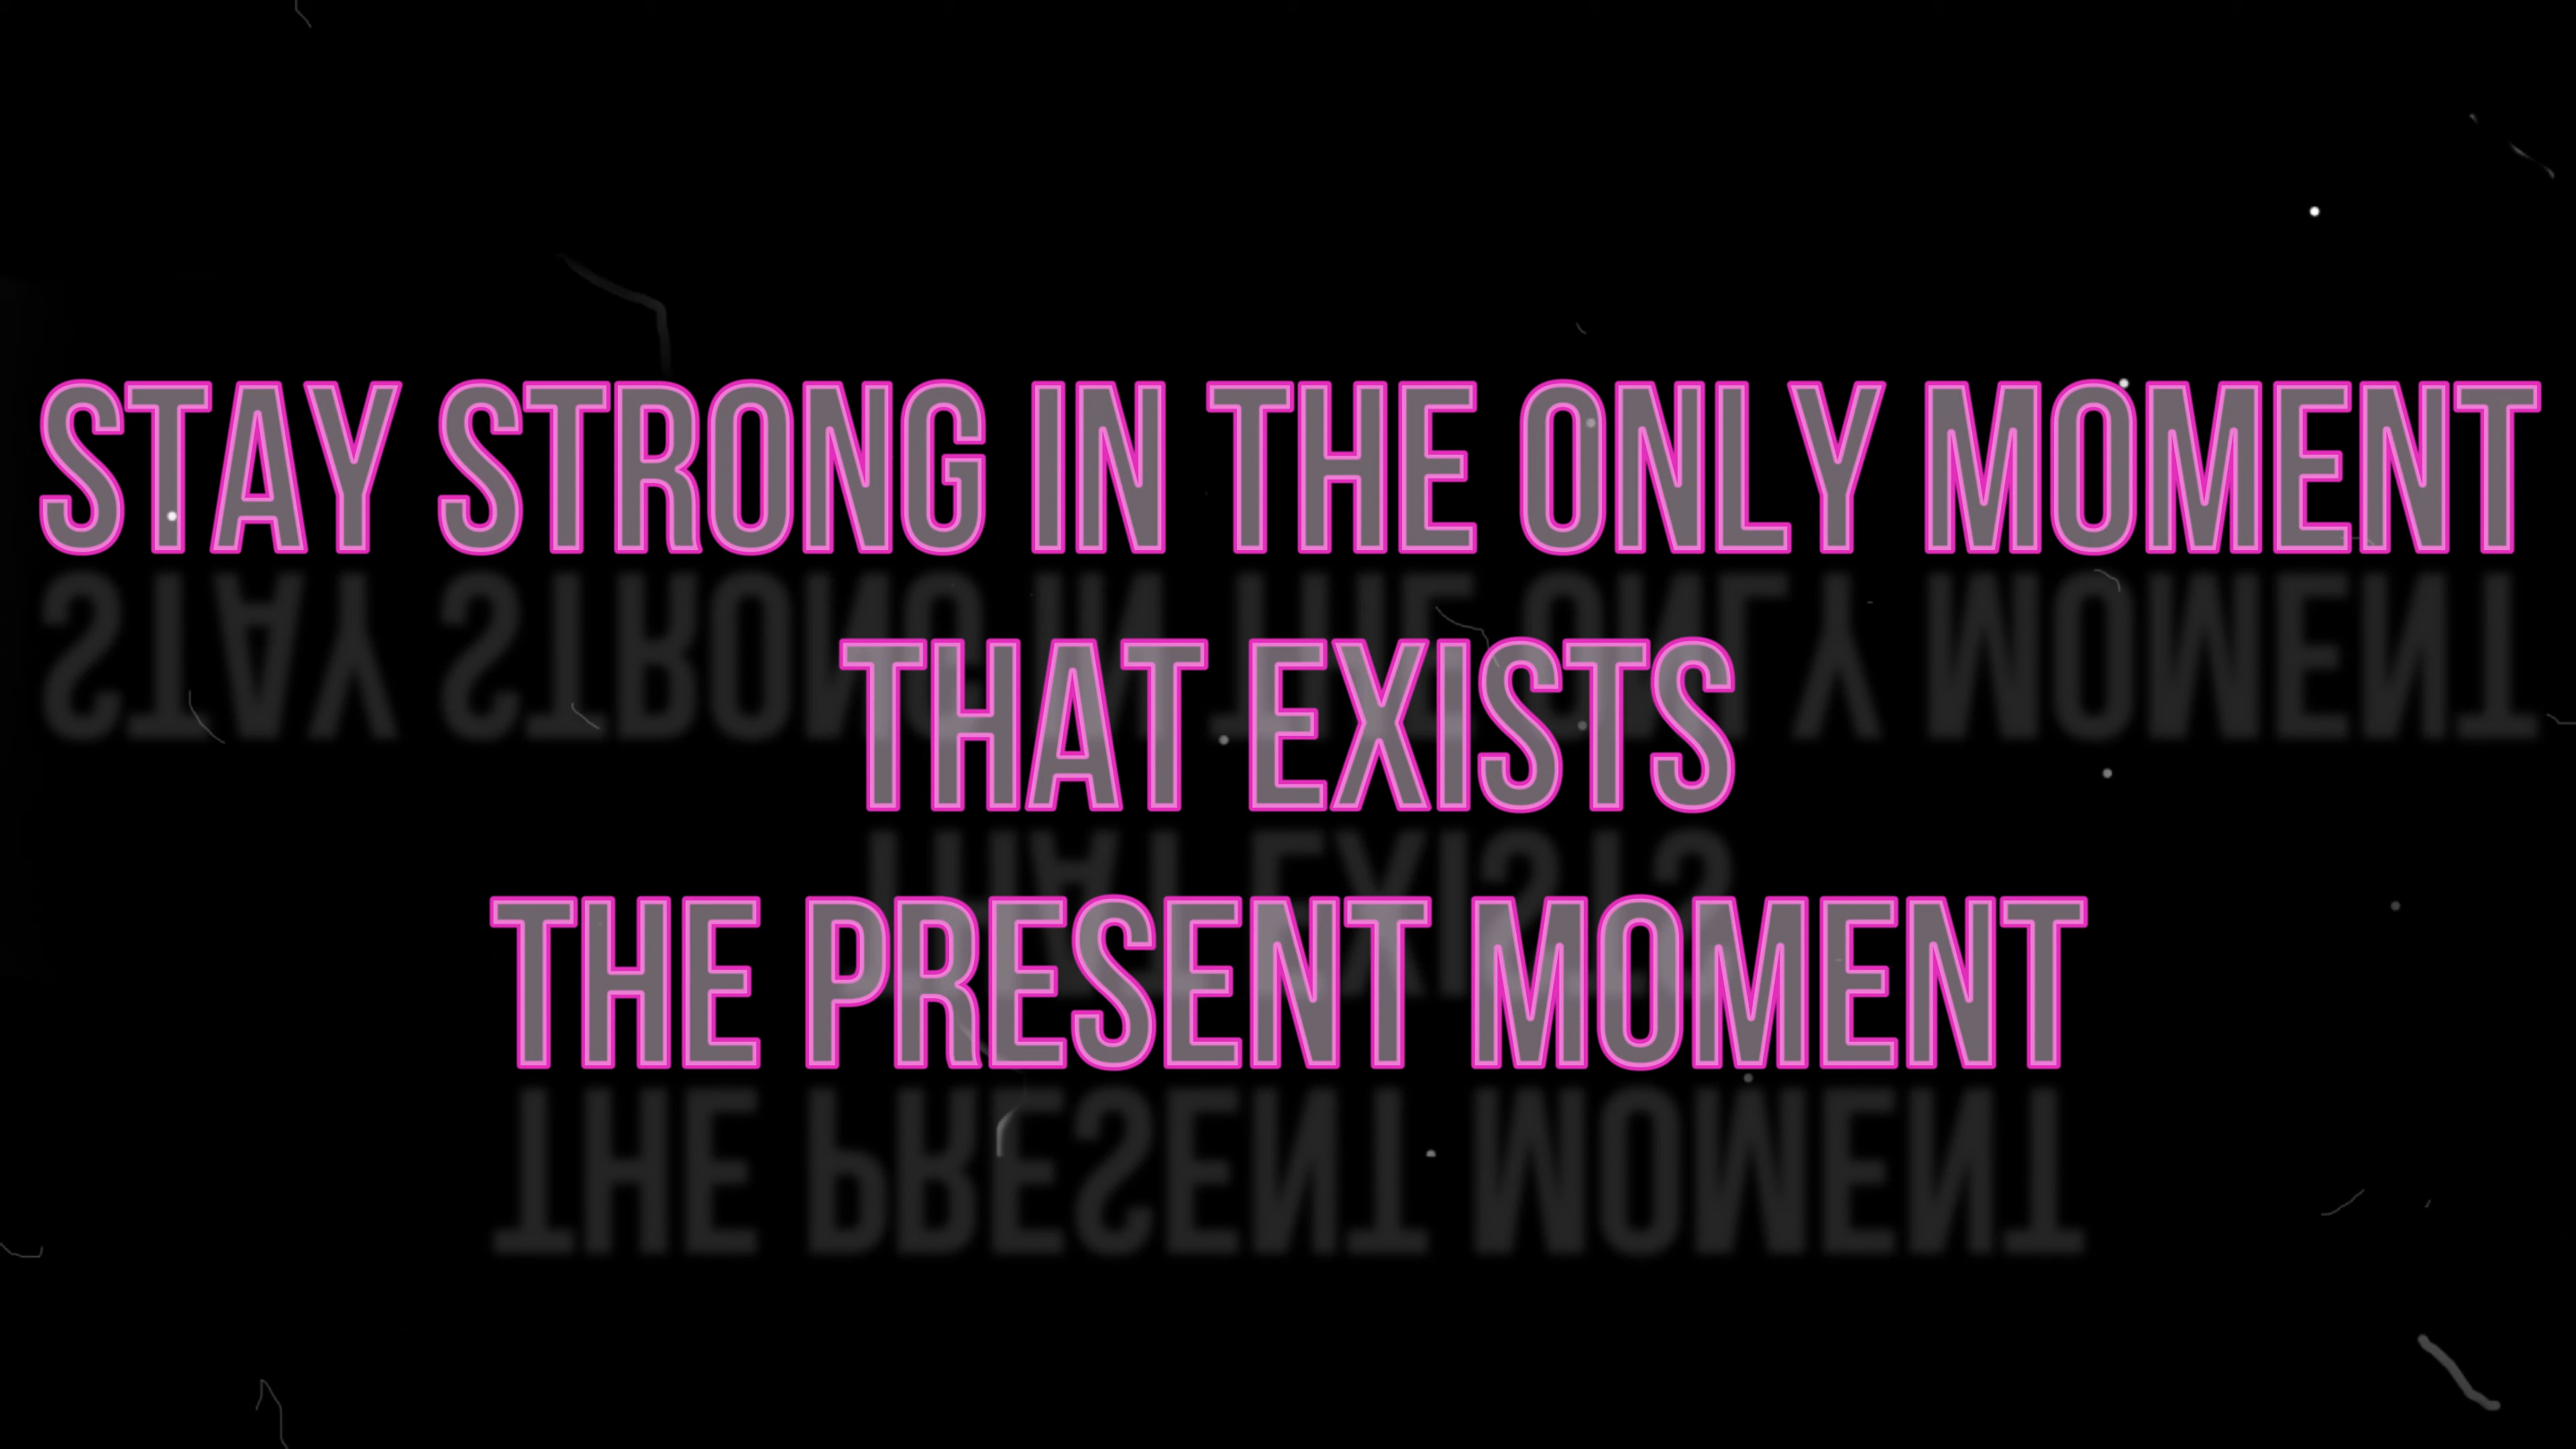 STAY STRONG IN THE ONLY MOMENT
THAT EXISTS
THE PRESENT MOMENT